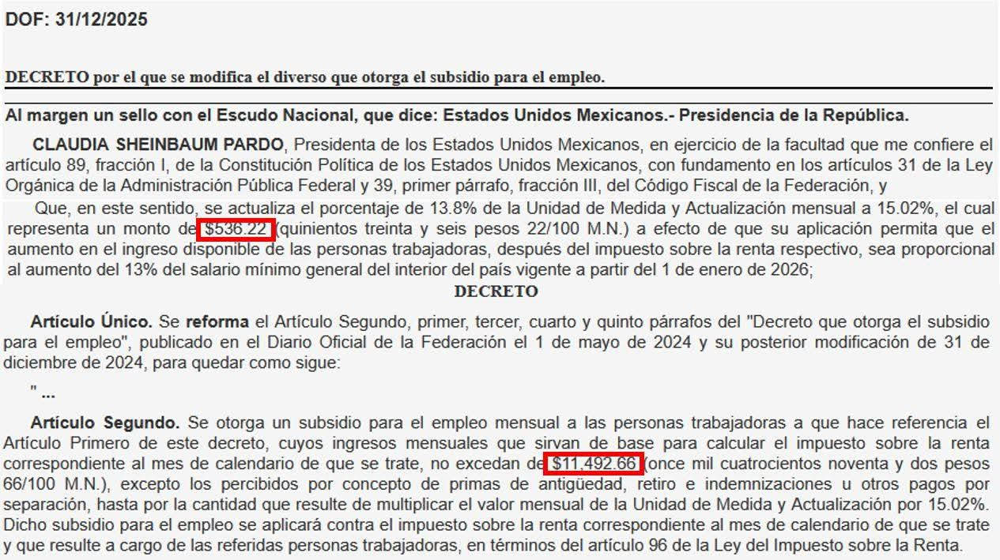 DOF: 31/12/2025
DECRETO por el que se modifica el diverso que otorga el subsidio para el empleo.
Al margen un sello con el Escudo Nacional, que dice: Estados Unidos Mexicanos.- Presidencia de la República.
CLAUDIA SHEINBAUM PARDO, Presidenta de los Estados Unidos Mexicanos, en ejercicio de la facultad que me confiere el
artículo 89, fracción I, de la Constitución Política de los Estados Unidos Mexicanos, con fundamento en los artículos 31 de la Ley
Orgánica de la Administración Pública Federal y 39, primer párrafo, fracción III, del Código Fiscal de la Federación, y
Que, en este sentido, se actualiza el porcentaje de 13.8% de la Unidad de Medida y Actualización mensual a 15.02%, el cual
representa un monto de $536.22 (quinientos treinta y seis pesos 22/100 M.N.) a efecto de que su aplicación permita que el
aumento en el ingreso disponible de las personas trabajadoras, después del impuesto sobre la renta respectivo, sea proporcional
al aumento del 13% del salario mínimo general del interior del país vigente a partir del 1 de enero de 2026;
DECRETO
Artículo Único. Se reforma el Artículo Segundo, primer, tercer, cuarto y quinto párrafos del "Decreto que otorga el subsidio
para el empleo", publicado en el Diario Oficial de la Federación el 1 de mayo de 2024 y su posterior modificación de 31 de
diciembre de 2024, para quedar como sigue:
" ...
Artículo Segundo. Se otorga un subsidio para el empleo mensual a las personas trabajadoras a que hace referencia el
Artículo Primero de este decreto, cuyos ingresos mensuales que sirvan de base para calcular el impuesto sobre la renta
correspondiente al mes de calendario de que se trate, no excedan de $11,492.66 (once mil cuatrocientos noventa y dos pesos
66/100 M.N.), excepto los percibidos por concepto de primas de antigüedad, retiro e indemnizaciones u otros pagos por
separación, hasta por la cantidad que resulte de multiplicar el valor mensual de la Unidad de Medida y Actualización por 15.02%.
Dicho subsidio para el empleo se aplicará contra el impuesto sobre la renta correspondiente al mes de calendario de que se trate
y que resulte a cargo de las referidas personas trabajadoras, en términos del artículo 96 de la Ley del Impuesto sobre la Renta.